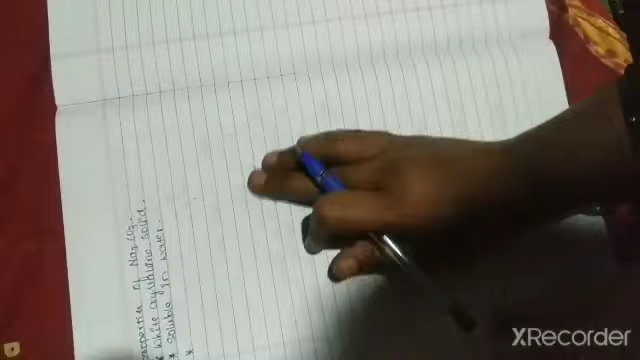 properties of Na2CO3.
* White crystalline solid.
* soluble in water.
*
XRecorder